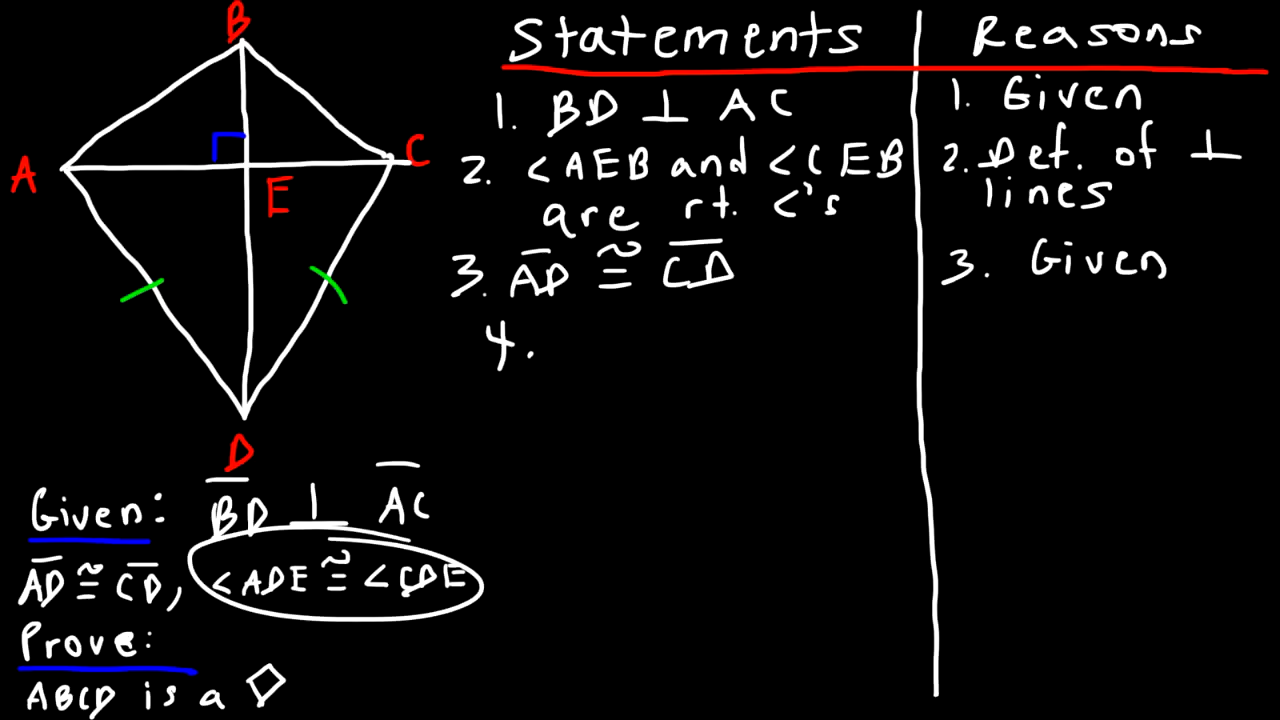 B
A
C
E
D
Statements
Reasons
1. BD ⊥ AC
1. Given
2. <AEB and <CEB
are rt. <'s
2. Def. of ⊥
lines
3. AD ≅ CD
3. Given
4.
Given: BD ⊥ AC
AD ≅ CD, <ADE ≅ <CDE
Prove:
ABCD is a ◇